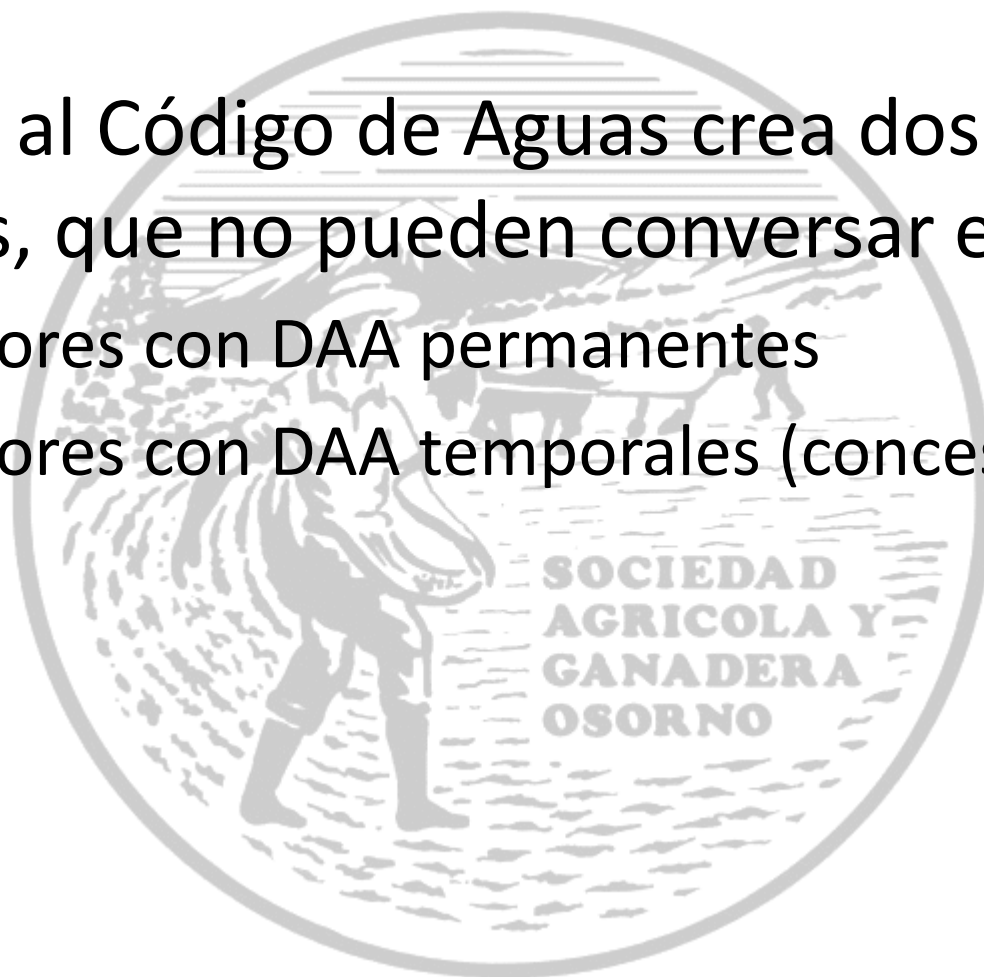 al Código de Aguas crea dos
s, que no pueden conversar e
ores con DAA permanentes
ores con DAA temporales (conces
SOCIEDAD
AGRICOLA Y
GANADERA
OSORNO